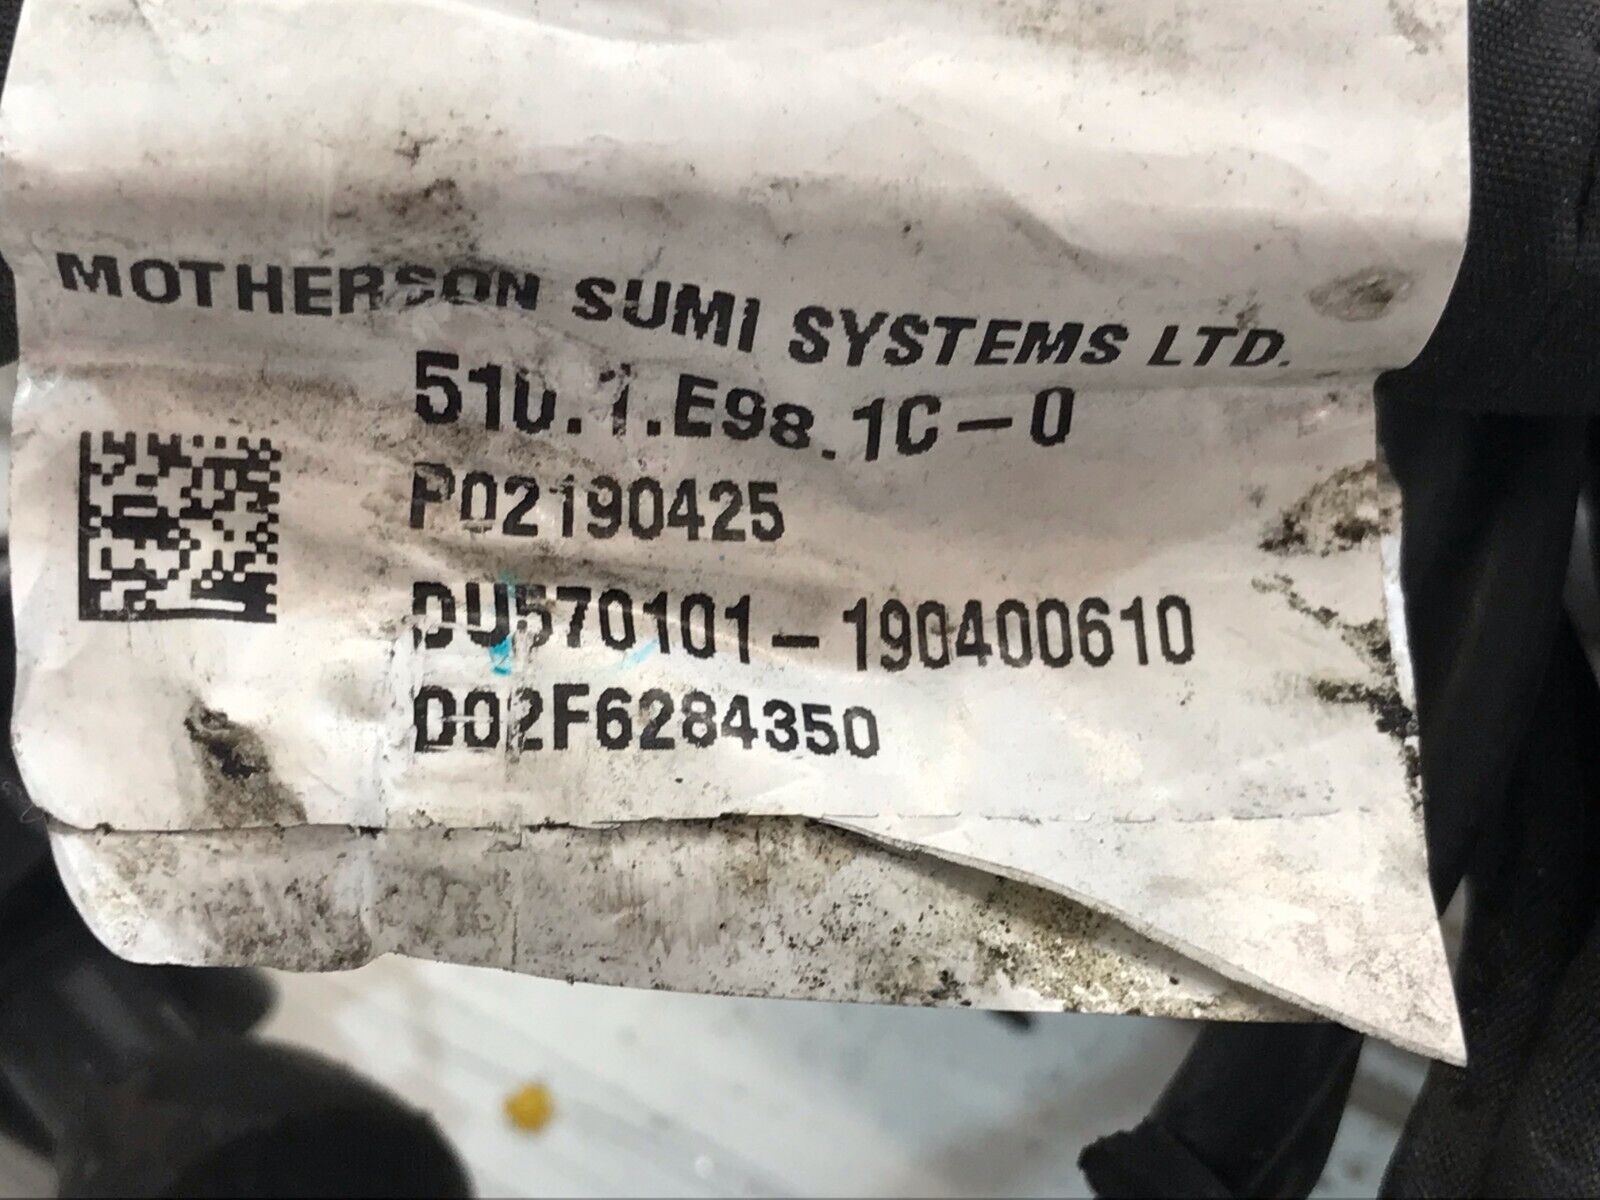 MOTHERSON SUMI SYSTEMS LTD.
510.1.E98.1C-0
P02190425
DU570101-190400610
D02F6284350